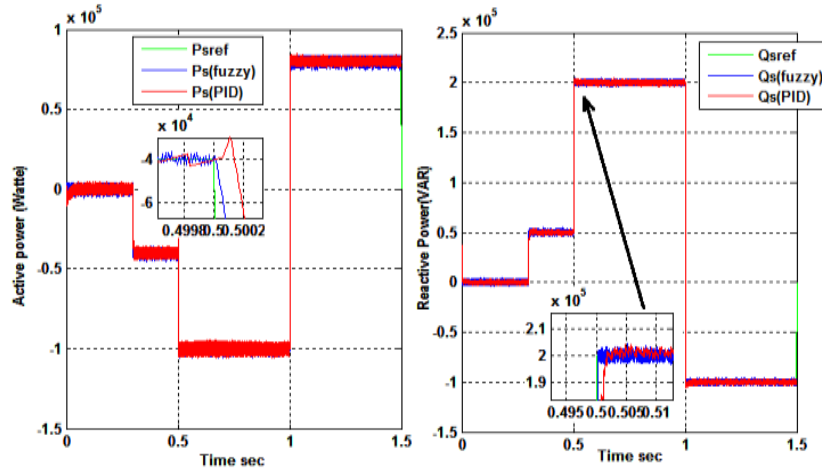 x 10^5
1
0.5
0
-0.5
-1
-1.5
0
0.5
1
1.5
Time sec
Active power (Watte)
Psref
Ps(fuzzy)
Ps(PID)
x 10^4
-4
-6
0.4998
0.5
0.5002
x 10^5
2.5
2
1.5
1
0.5
0
-0.5
-1
-1.5
0
0.5
1
1.5
Time sec
Reactive Power(VAR)
Qsref
Qs(fuzzy)
Qs(PID)
x 10^5
2.1
2
1.9
0.495
0.5
0.505
0.51